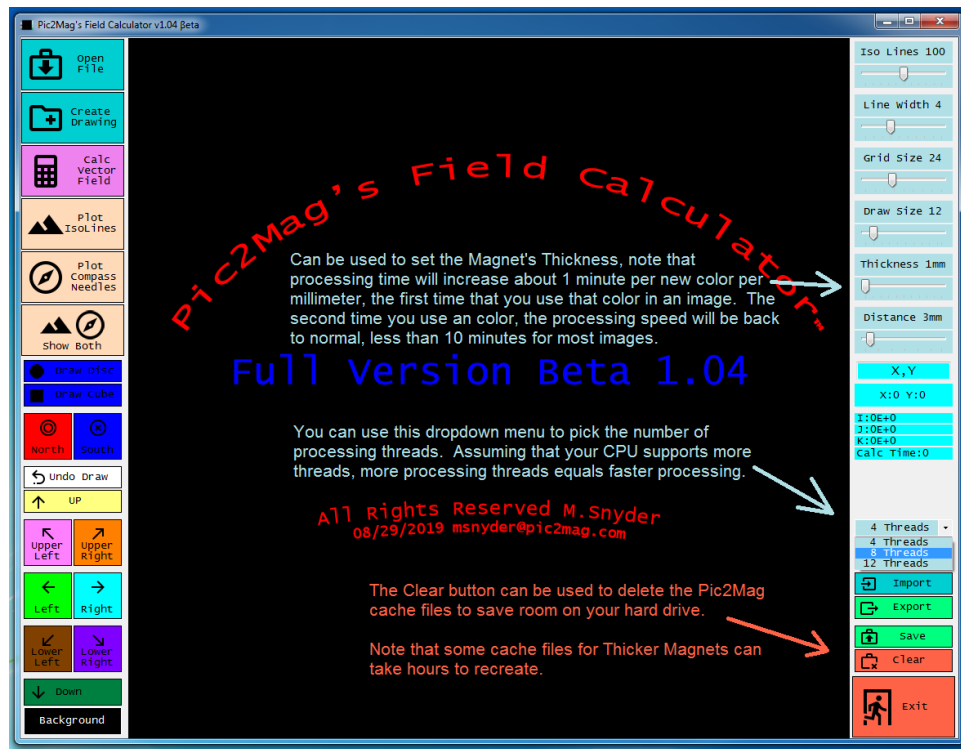 Pic2Mag's Field Calculator v1.04 βeta
Open
File
Create
Drawing
Calc
Vector
Field
Plot
IsoLines
Plot
Compass
Needles
Show Both
Draw Disc
Draw Cube
North
South
Undo Draw
UP
Upper
Left
Upper
Right
Left
Right
Lower
Left
Lower
Right
Down
Background
Pic2Mag's Field Calculator™
Can be used to set the Magnet's Thickness, note that
processing time will increase about 1 minute per new color per
millimeter, the first time that you use that color in an image. The
second time you use an color, the processing speed will be back
to normal, less than 10 minutes for most images.
Full Version Beta 1.04
You can use this dropdown menu to pick the number of
processing threads. Assuming that your CPU supports more
threads, more processing threads equals faster processing.
All Rights Reserved M.Snyder
08/29/2019 msnyder@pic2mag.com
The Clear button can be used to delete the Pic2Mag
cache files to save room on your hard drive.
Note that some cache files for Thicker Magnets can
take hours to recreate.
Iso Lines 100
Line Width 4
Grid Size 24
Draw Size 12
Thickness 1mm
Distance 3mm
X,Y
X:0 Y:0
I:0E+0
J:0E+0
K:0E+0
Calc Time:0
4 Threads
4 Threads
8 Threads
12 Threads
Import
Export
Save
Clear
Exit